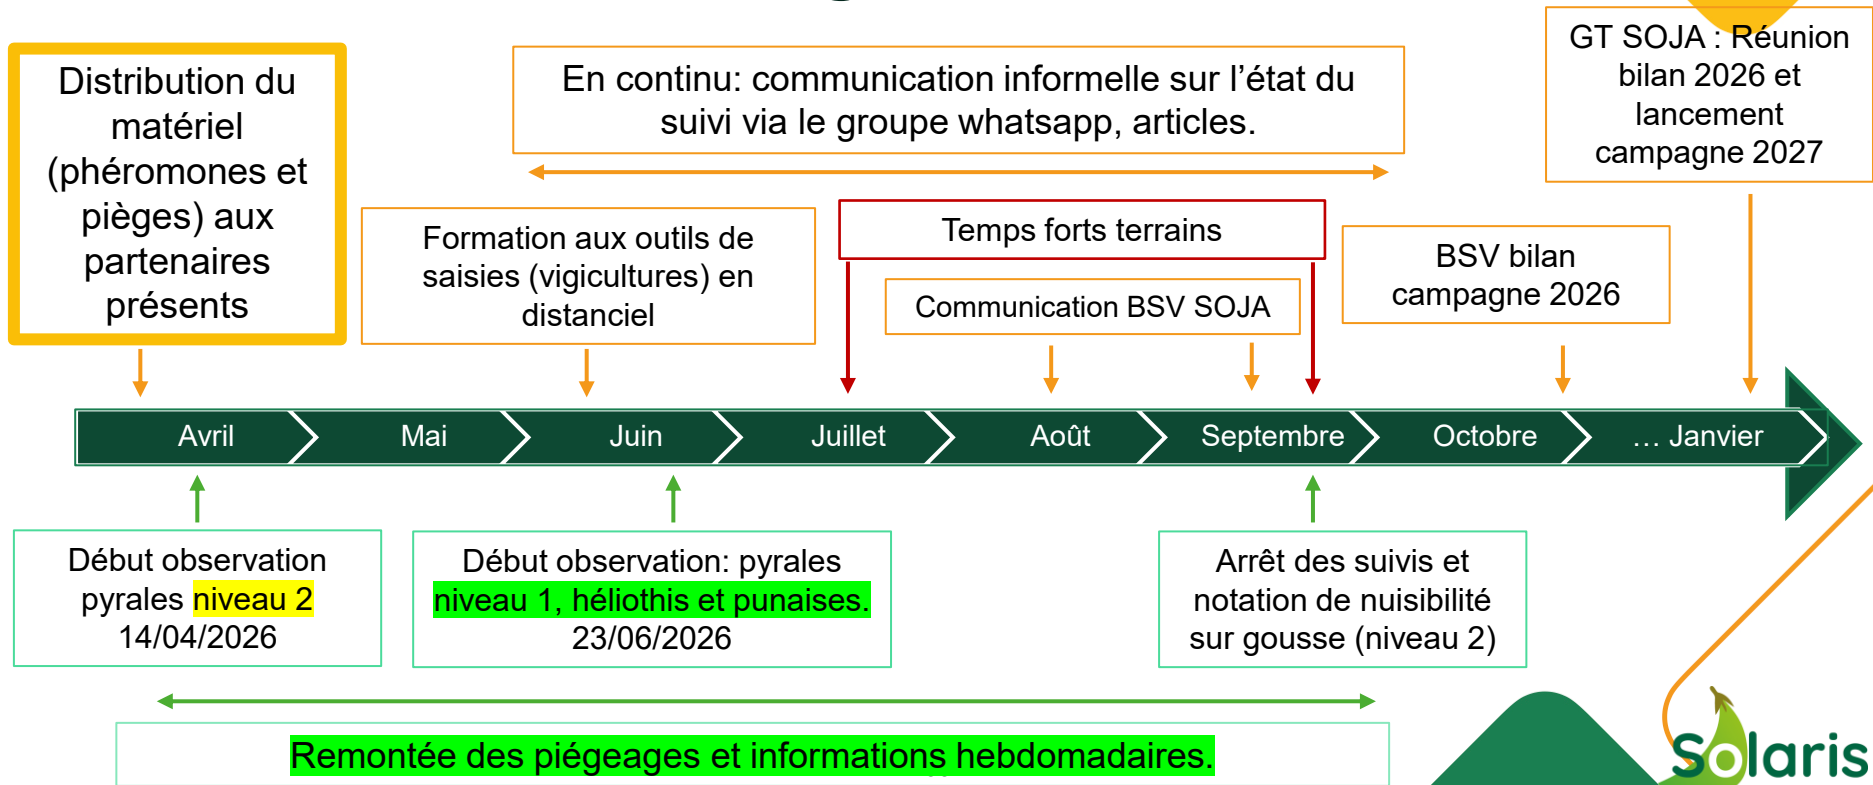 Distribution du
matériel
(phéromones et
pièges) aux
partenaires
présents
En continu: communication informelle sur l'état du
suivi via le groupe whatsapp, articles.
GT SOJA : Réunion
bilan 2026 et
lancement
campagne 2027
Formation aux outils de
saisies (vigicultures) en
distanciel
Temps forts terrains
Communication BSV SOJA
BSV bilan
campagne 2026
Avril
Mai
Juin
Juillet
Août
Septembre
Octobre
… Janvier
Début observation
pyrales niveau 2
14/04/2026
Début observation: pyrales
niveau 1, héliothis et punaises.
23/06/2026
Arrêt des suivis et
notation de nuisibilité
sur gousse (niveau 2)
Remontée des piégeages et informations hebdomadaires.
Solaris